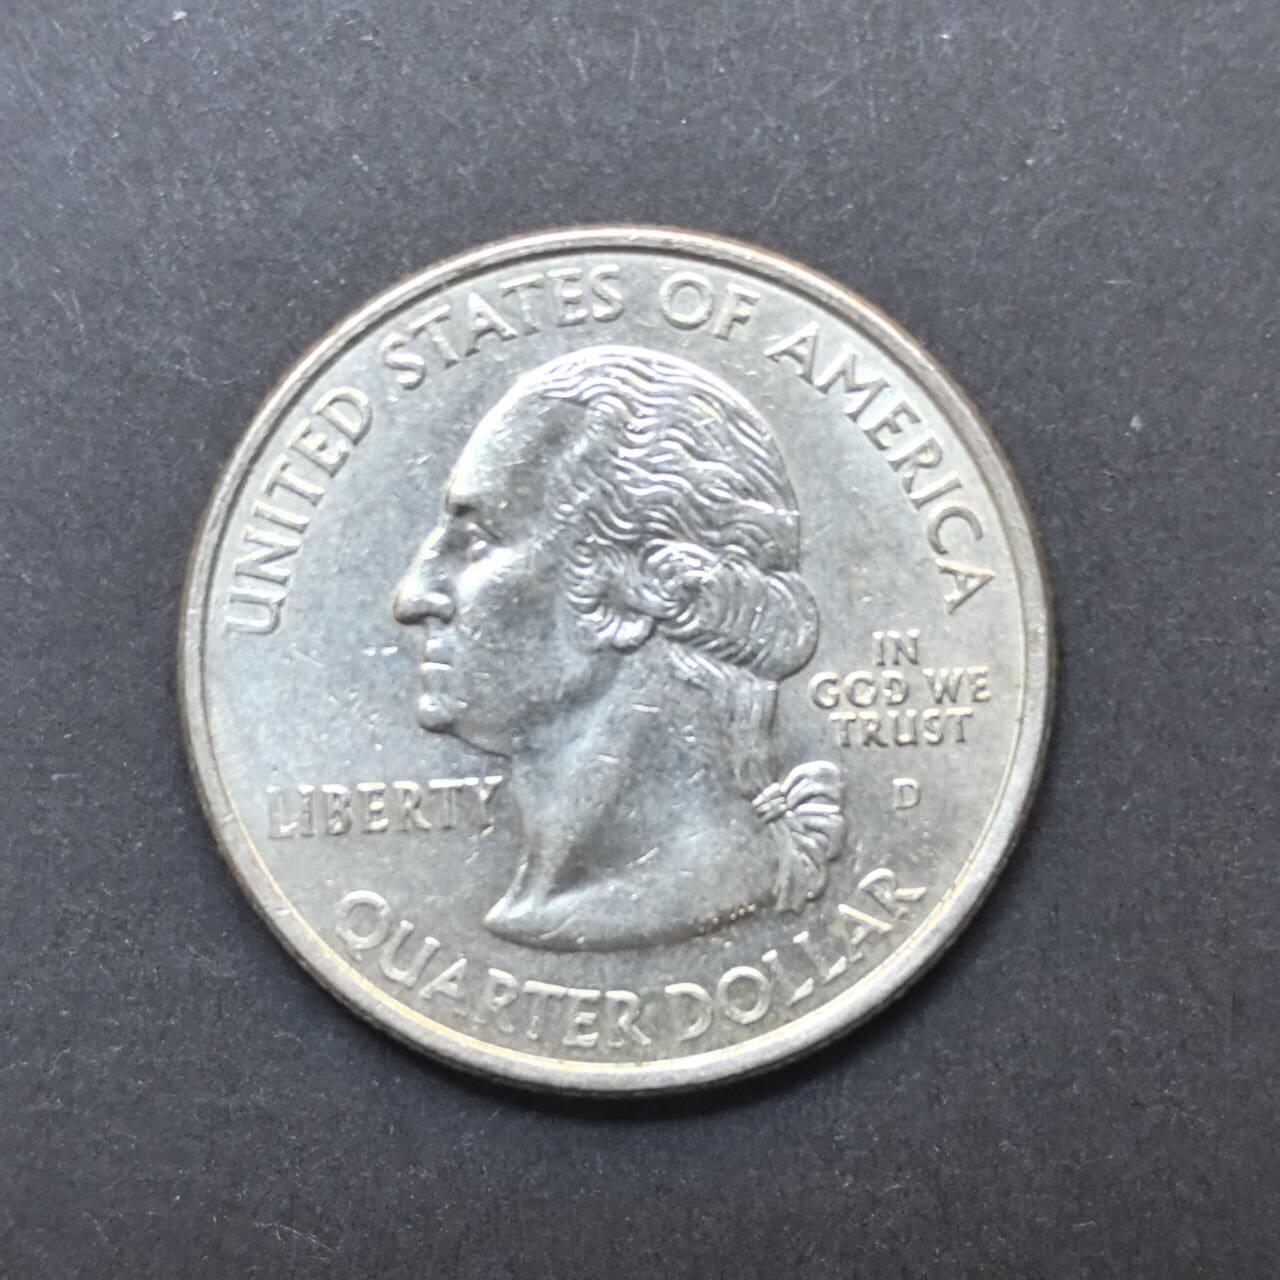 UNITED STATES OF AMERICA
IN
GOD WE
TRUST
LIBERTY
D
QUARTER DOLLAR